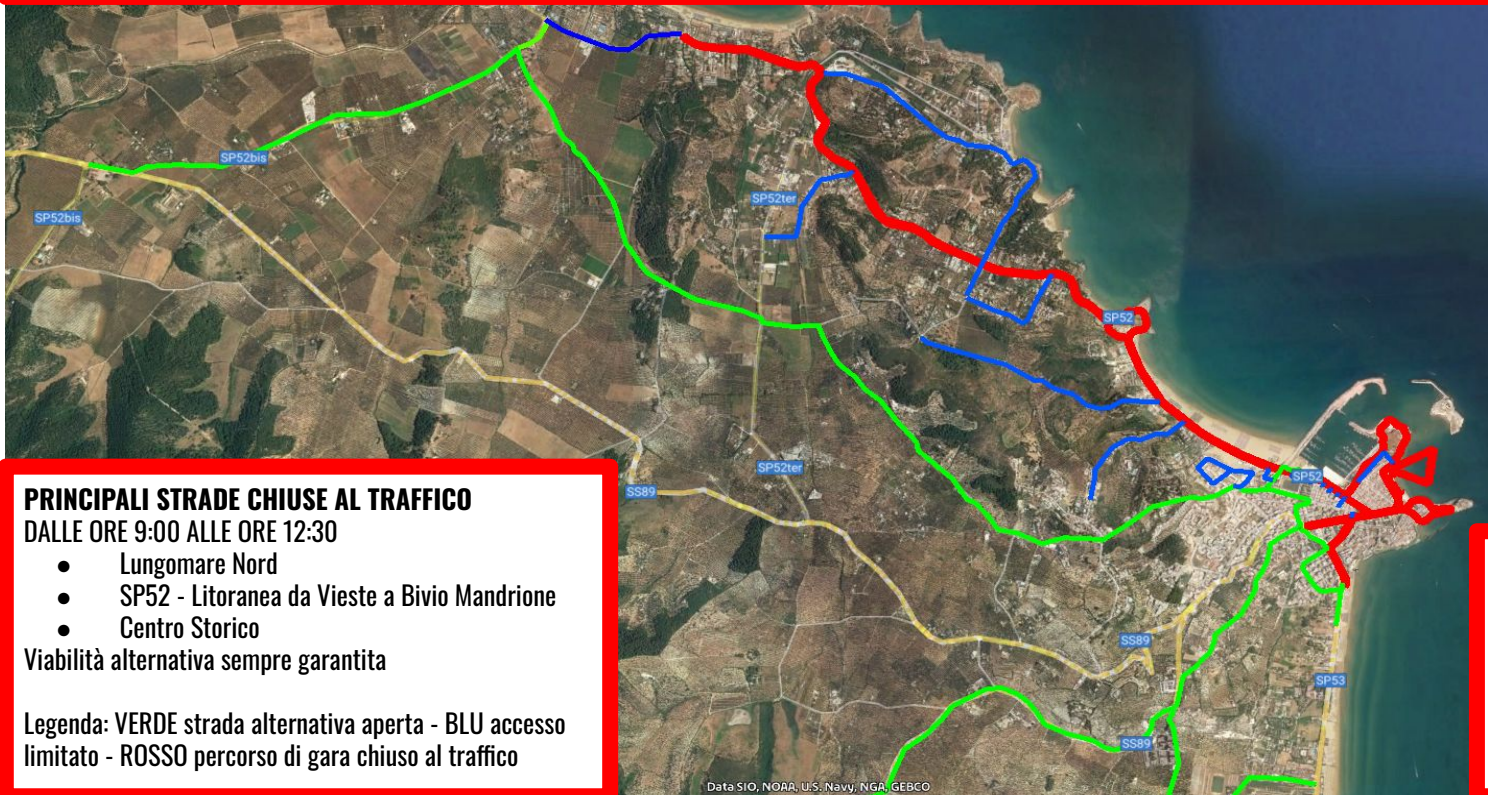 SP52bis
SP52bis
SP52ter
SP52
SP52ter
SS89
SP52
SS89
SP53
SS89
PRINCIPALI STRADE CHIUSE AL TRAFFICO
DALLE ORE 9:00 ALLE ORE 12:30
● Lungomare Nord
● SP52 - Litoranea da Vieste a Bivio Mandrione
● Centro Storico
Viabilità alternativa sempre garantita
Legenda: VERDE strada alternativa aperta - BLU accesso
limitato - ROSSO percorso di gara chiuso al traffico
Data SIO, NOAA, U.S. Navy, NGA, GEBCO